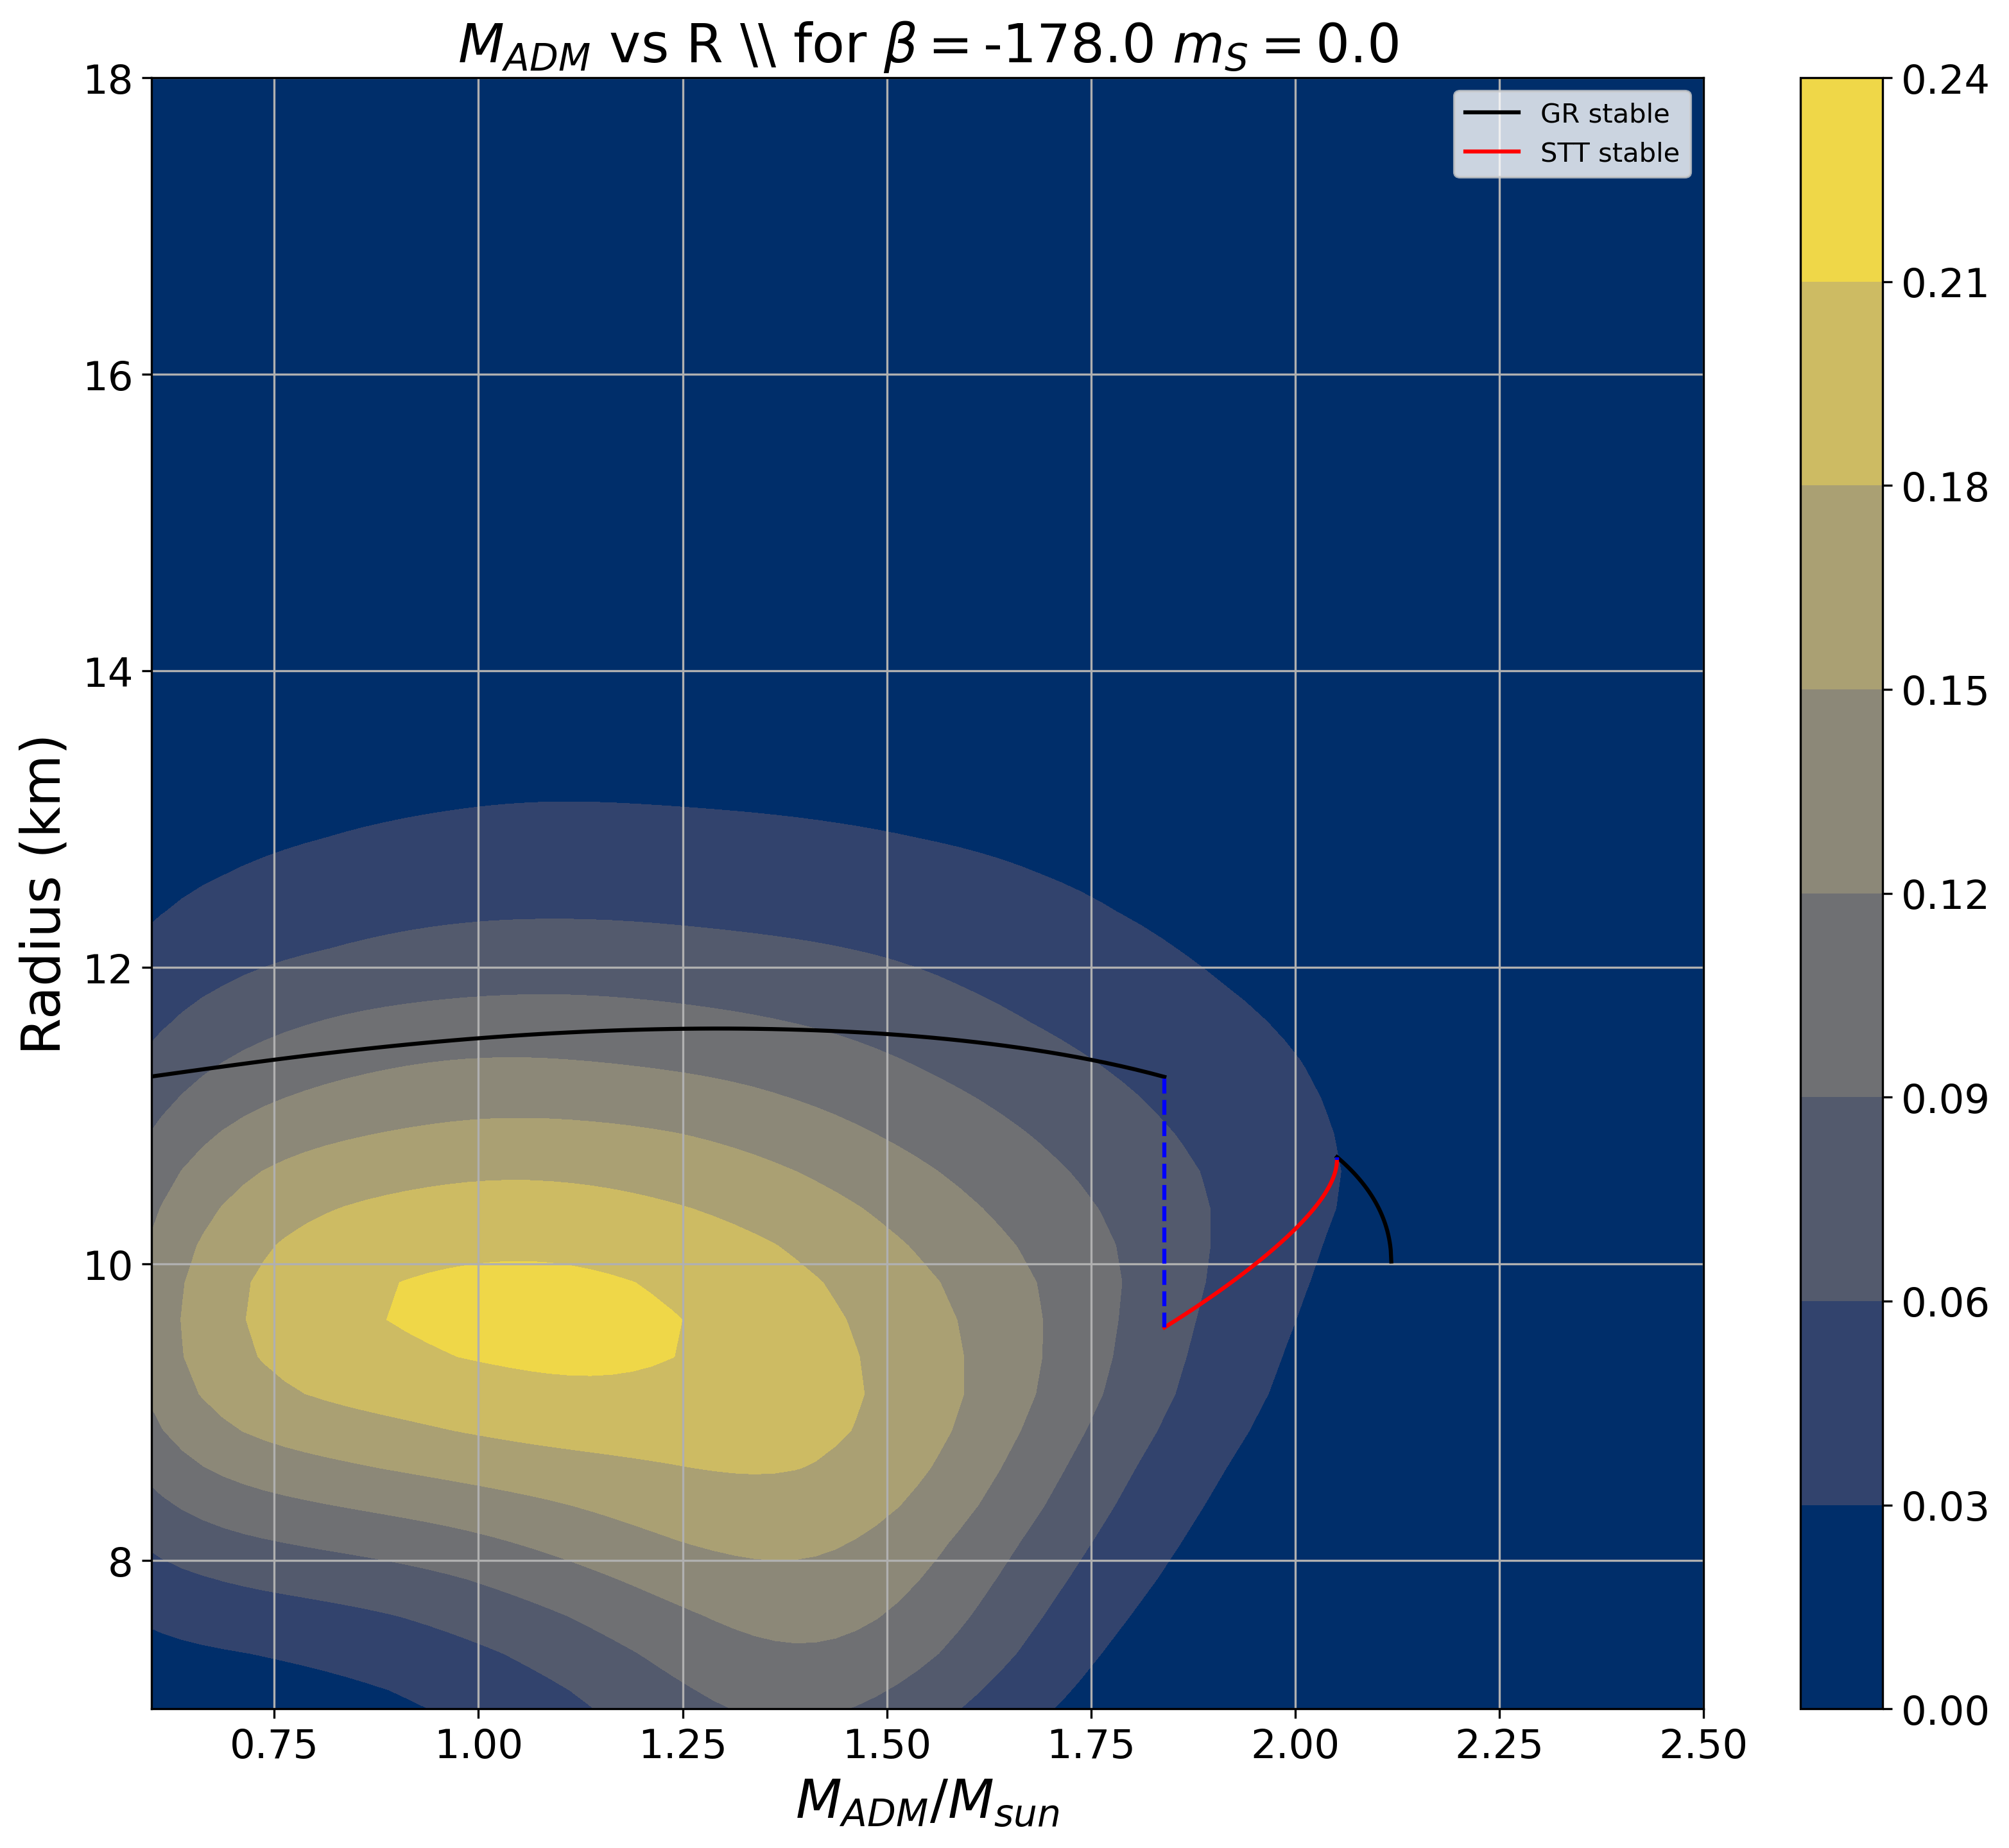 M_ADM vs R \\ for β = -178.0 m_S = 0.0
GR stable
STT stable
Radius (km)
18
16
14
12
10
8
0.75 1.00 1.25 1.50 1.75 2.00 2.25 2.50
M_ADM/M_sun
0.24
0.21
0.18
0.15
0.12
0.09
0.06
0.03
0.00